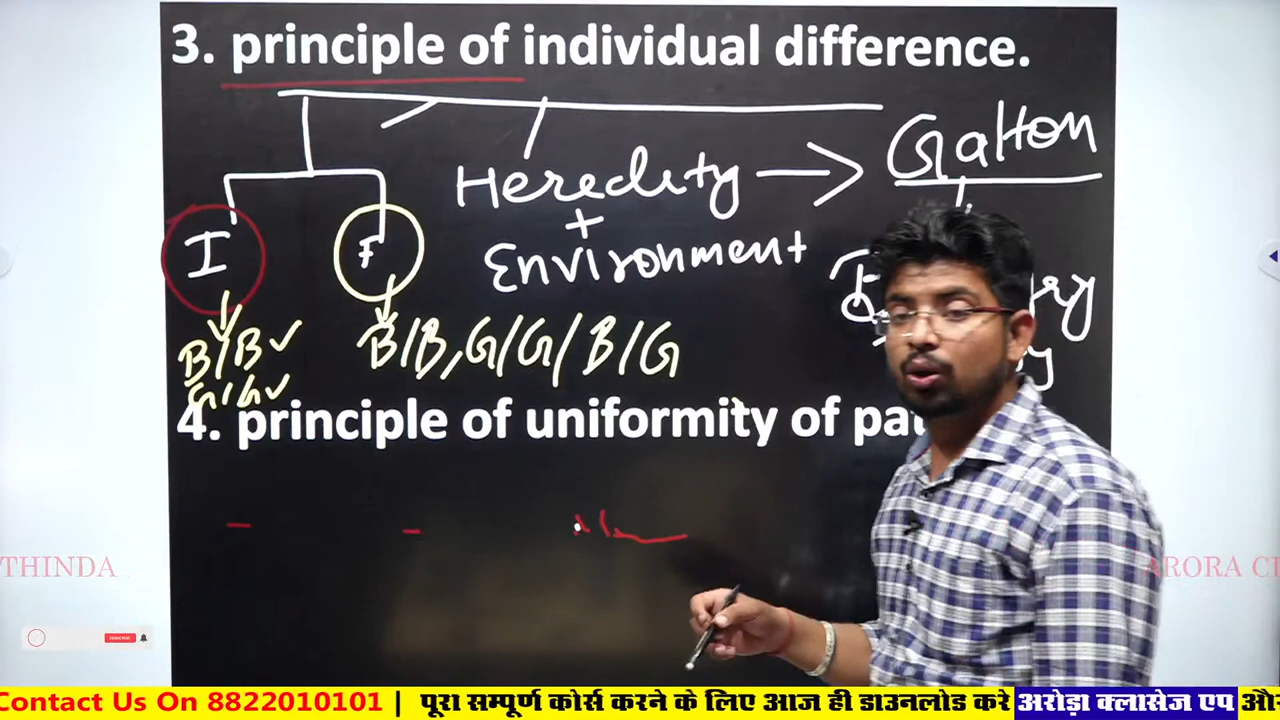 3. principle of individual difference.
Heredity → Galton
+
Environment
I
F
B/B ✓
G/G ✓
B/B, G/G/ B/G
4. principle of uniformity of
THINDA
ARORA
Contact Us On 8822010101 | पूरा सम्पूर्ण कोर्स करने के लिए आज ही डाउनलोड करे अरोड़ा क्लासेज एप